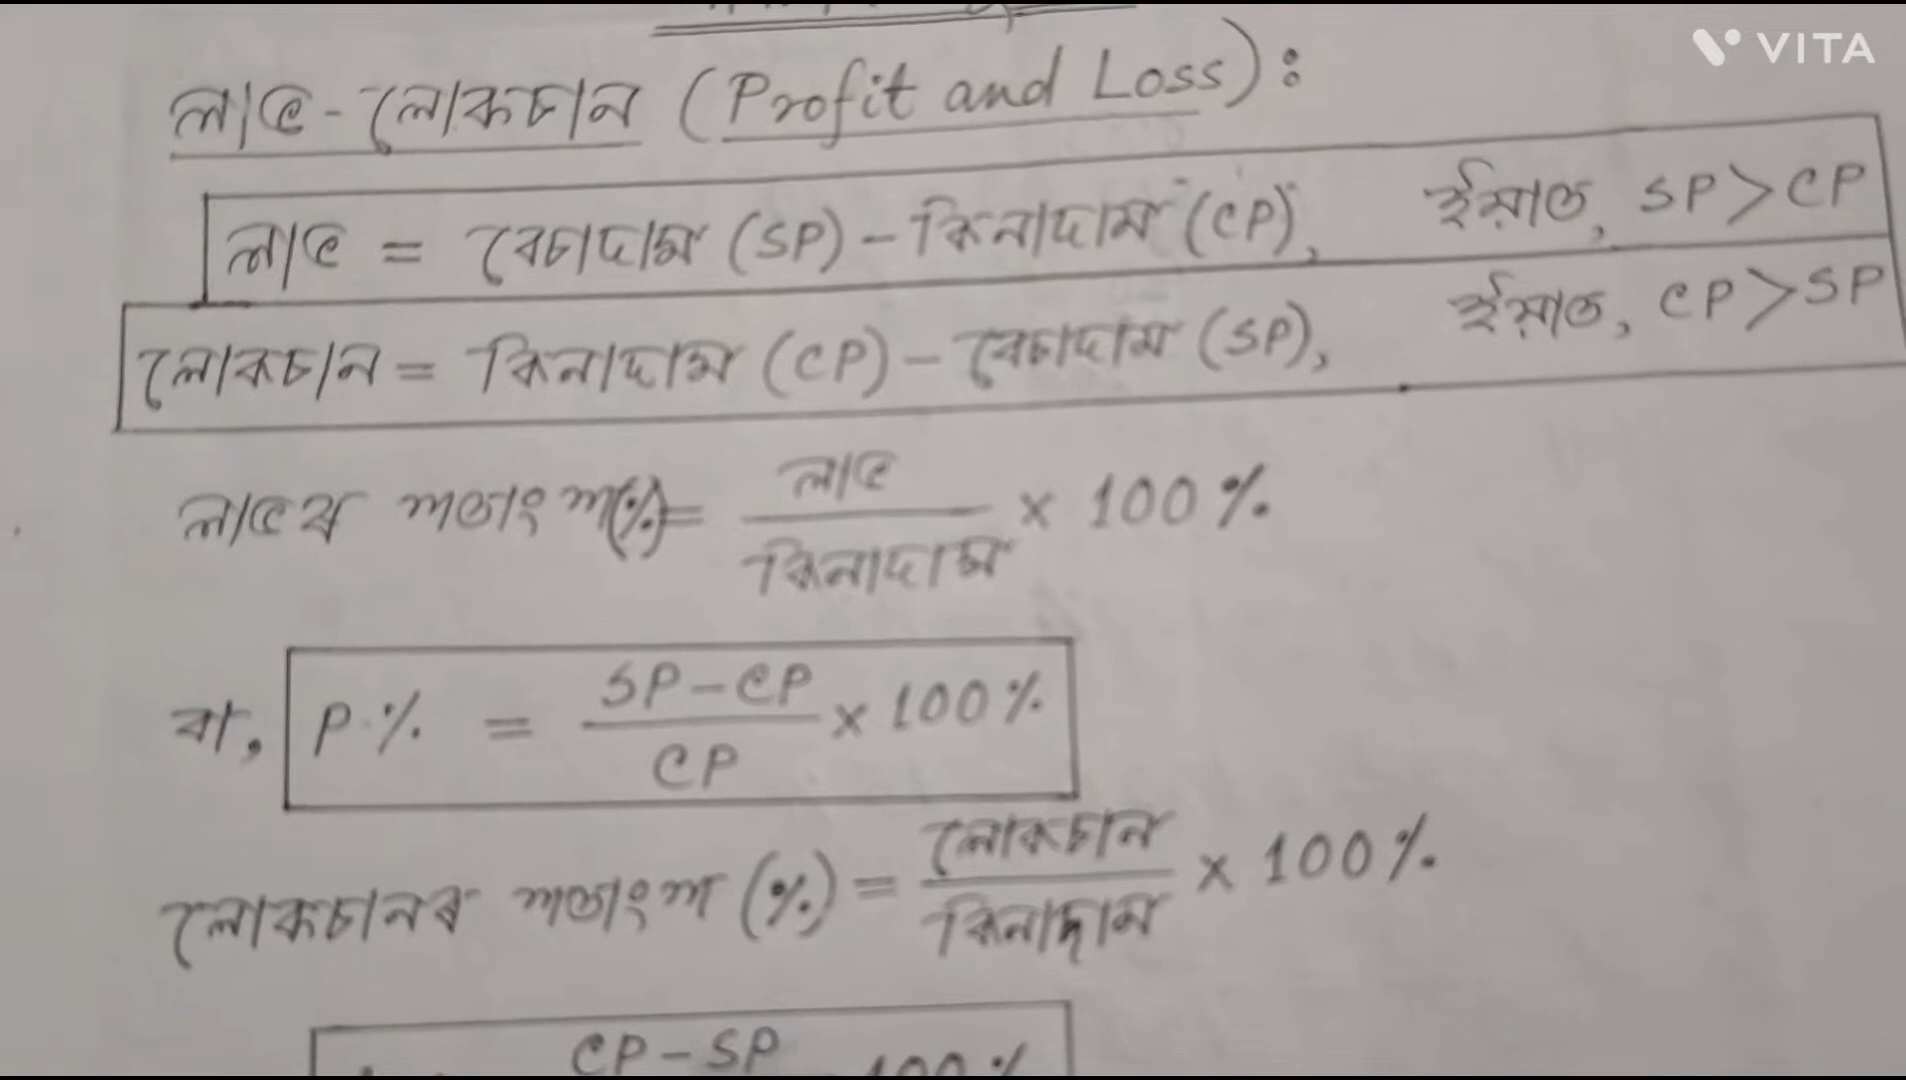 VITA
লাভ-লোকচান (Profit and Loss):
লাভ = বেচাদাম (SP) - কিনাদাম (CP), ইয়াত, SP > CP
লোকচান = কিনাদাম (CP) - বেচাদাম (SP), ইয়াত, CP > SP
লাভৰ শতাংশ(%)= লাভ / কিনাদাম × 100 %
বা, P % = SP - CP / CP × 100 %
লোকচানৰ শতাংশ (%) = লোকচান / কিনাদাম × 100 %
CP - SP